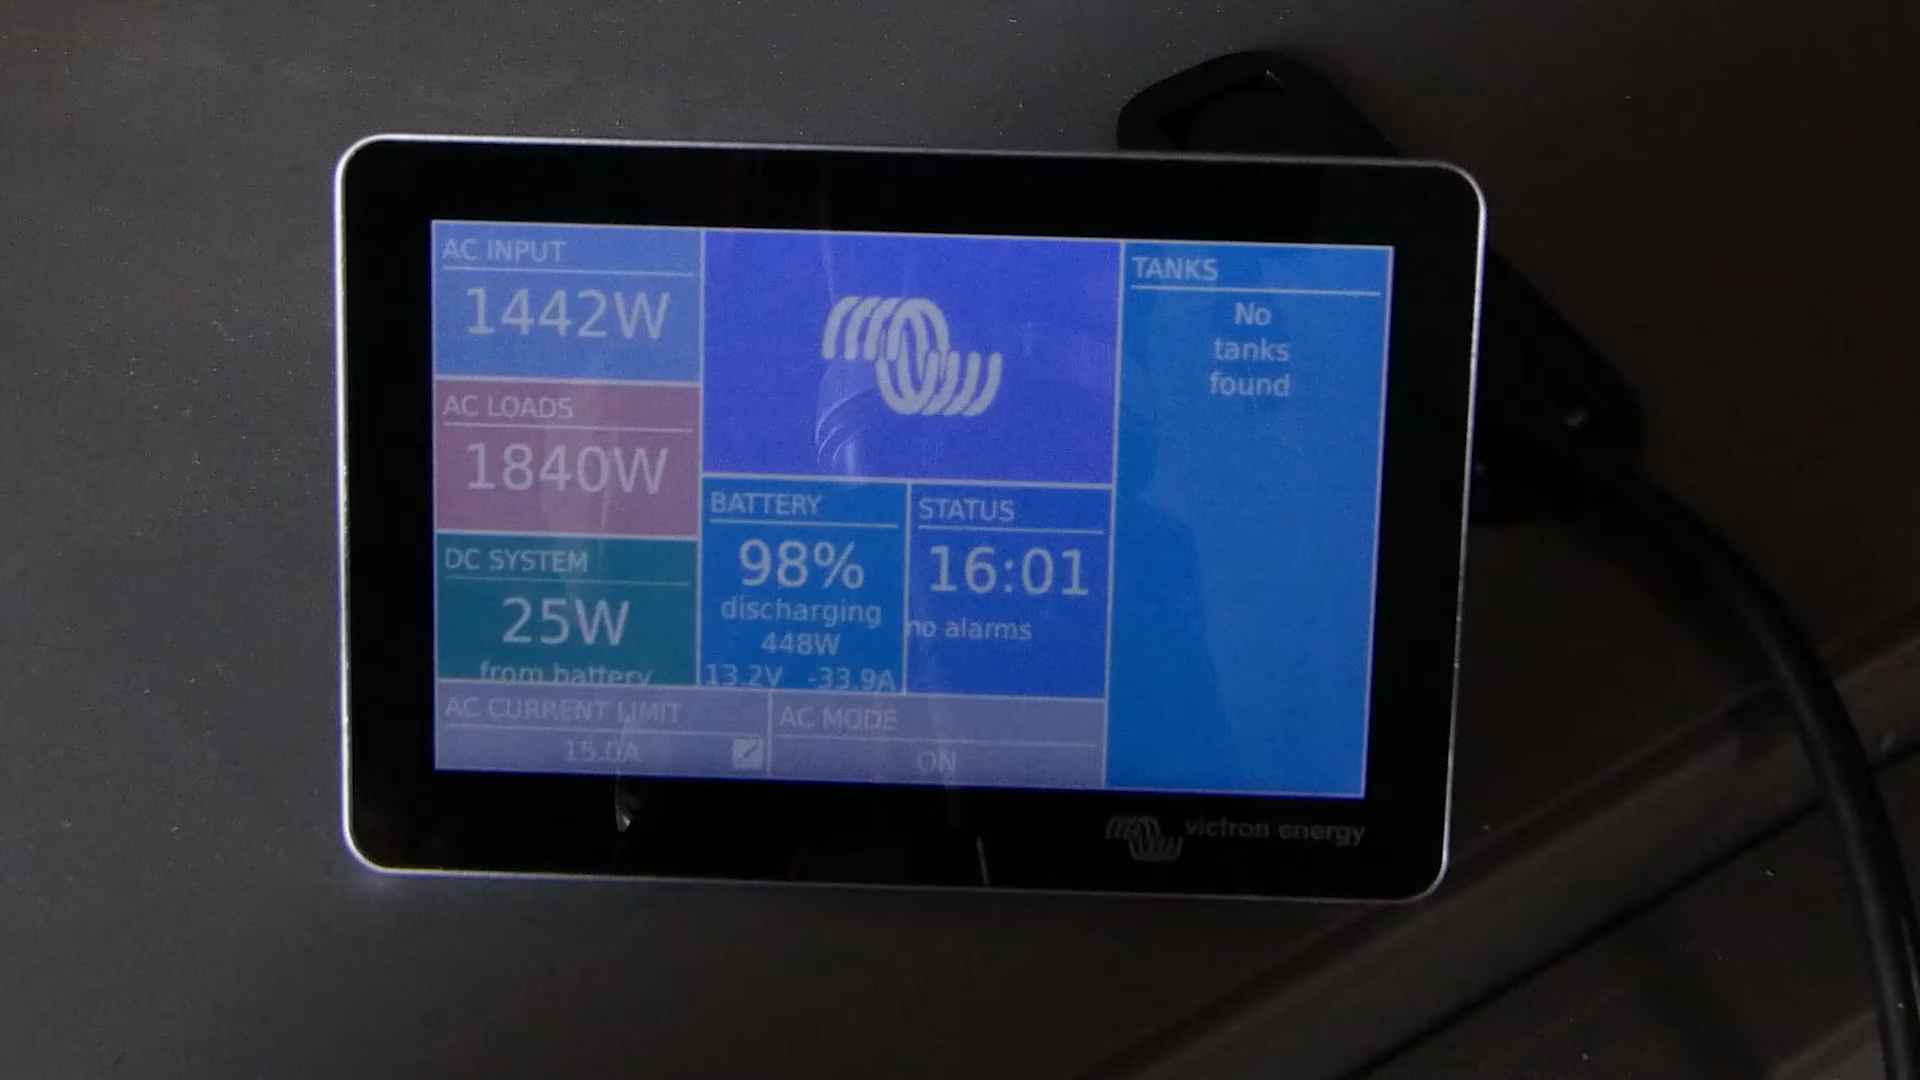 AC INPUT
1442W
AC LOADS
1840W
DC SYSTEM
25W
from battery
BATTERY
98%
discharging
448W
13.2V -33.9A
STATUS
16:01
no alarms
TANKS
No
tanks
found
AC CURRENT LIMIT
15.0A
AC MODE
ON
victron energy